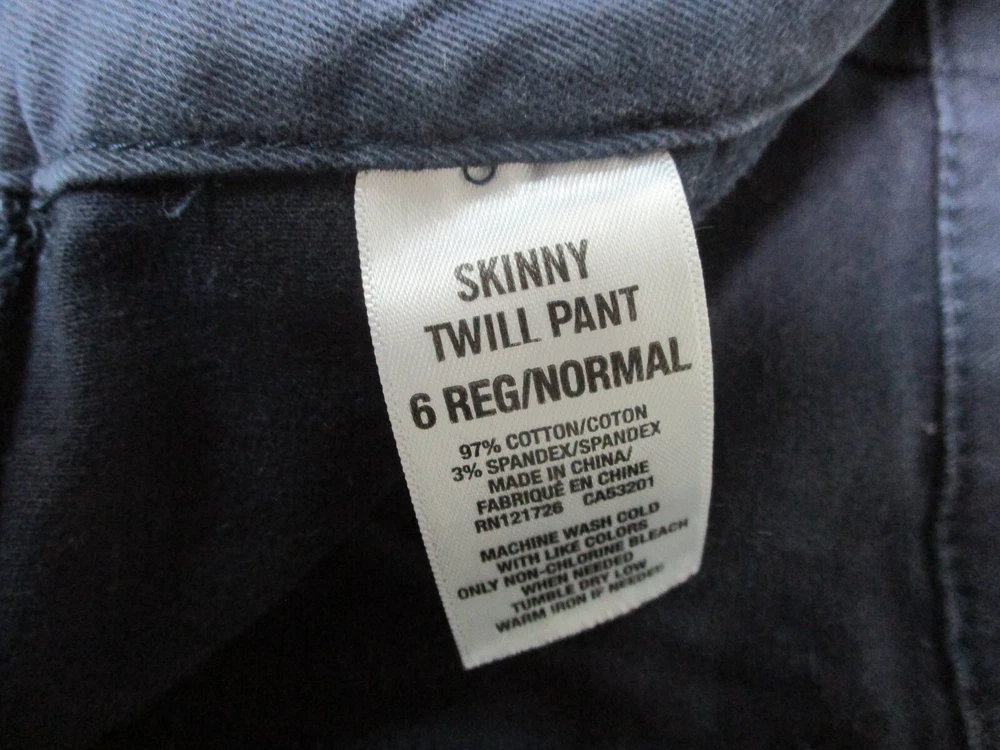 SKINNY
TWILL PANT
6 REG/NORMAL
97% COTTON/COTON
3% SPANDEX/SPANDEX
MADE IN CHINA/
FABRIQUÉ EN CHINE
RN121726 CA53201
MACHINE WASH COLD
WITH LIKE COLORS
ONLY NON-CHLORINE BLEACH
WHEN NEEDED
TUMBLE DRY LOW
WARM IRON IF NEEDED